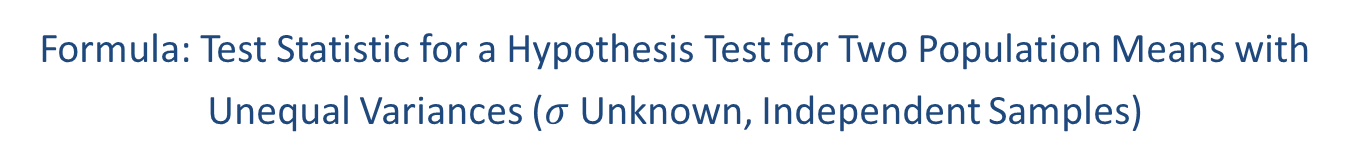 Formula: Test Statistic for a Hypothesis Test for Two Population Means with
Unequal Variances (σ Unknown, Independent Samples)